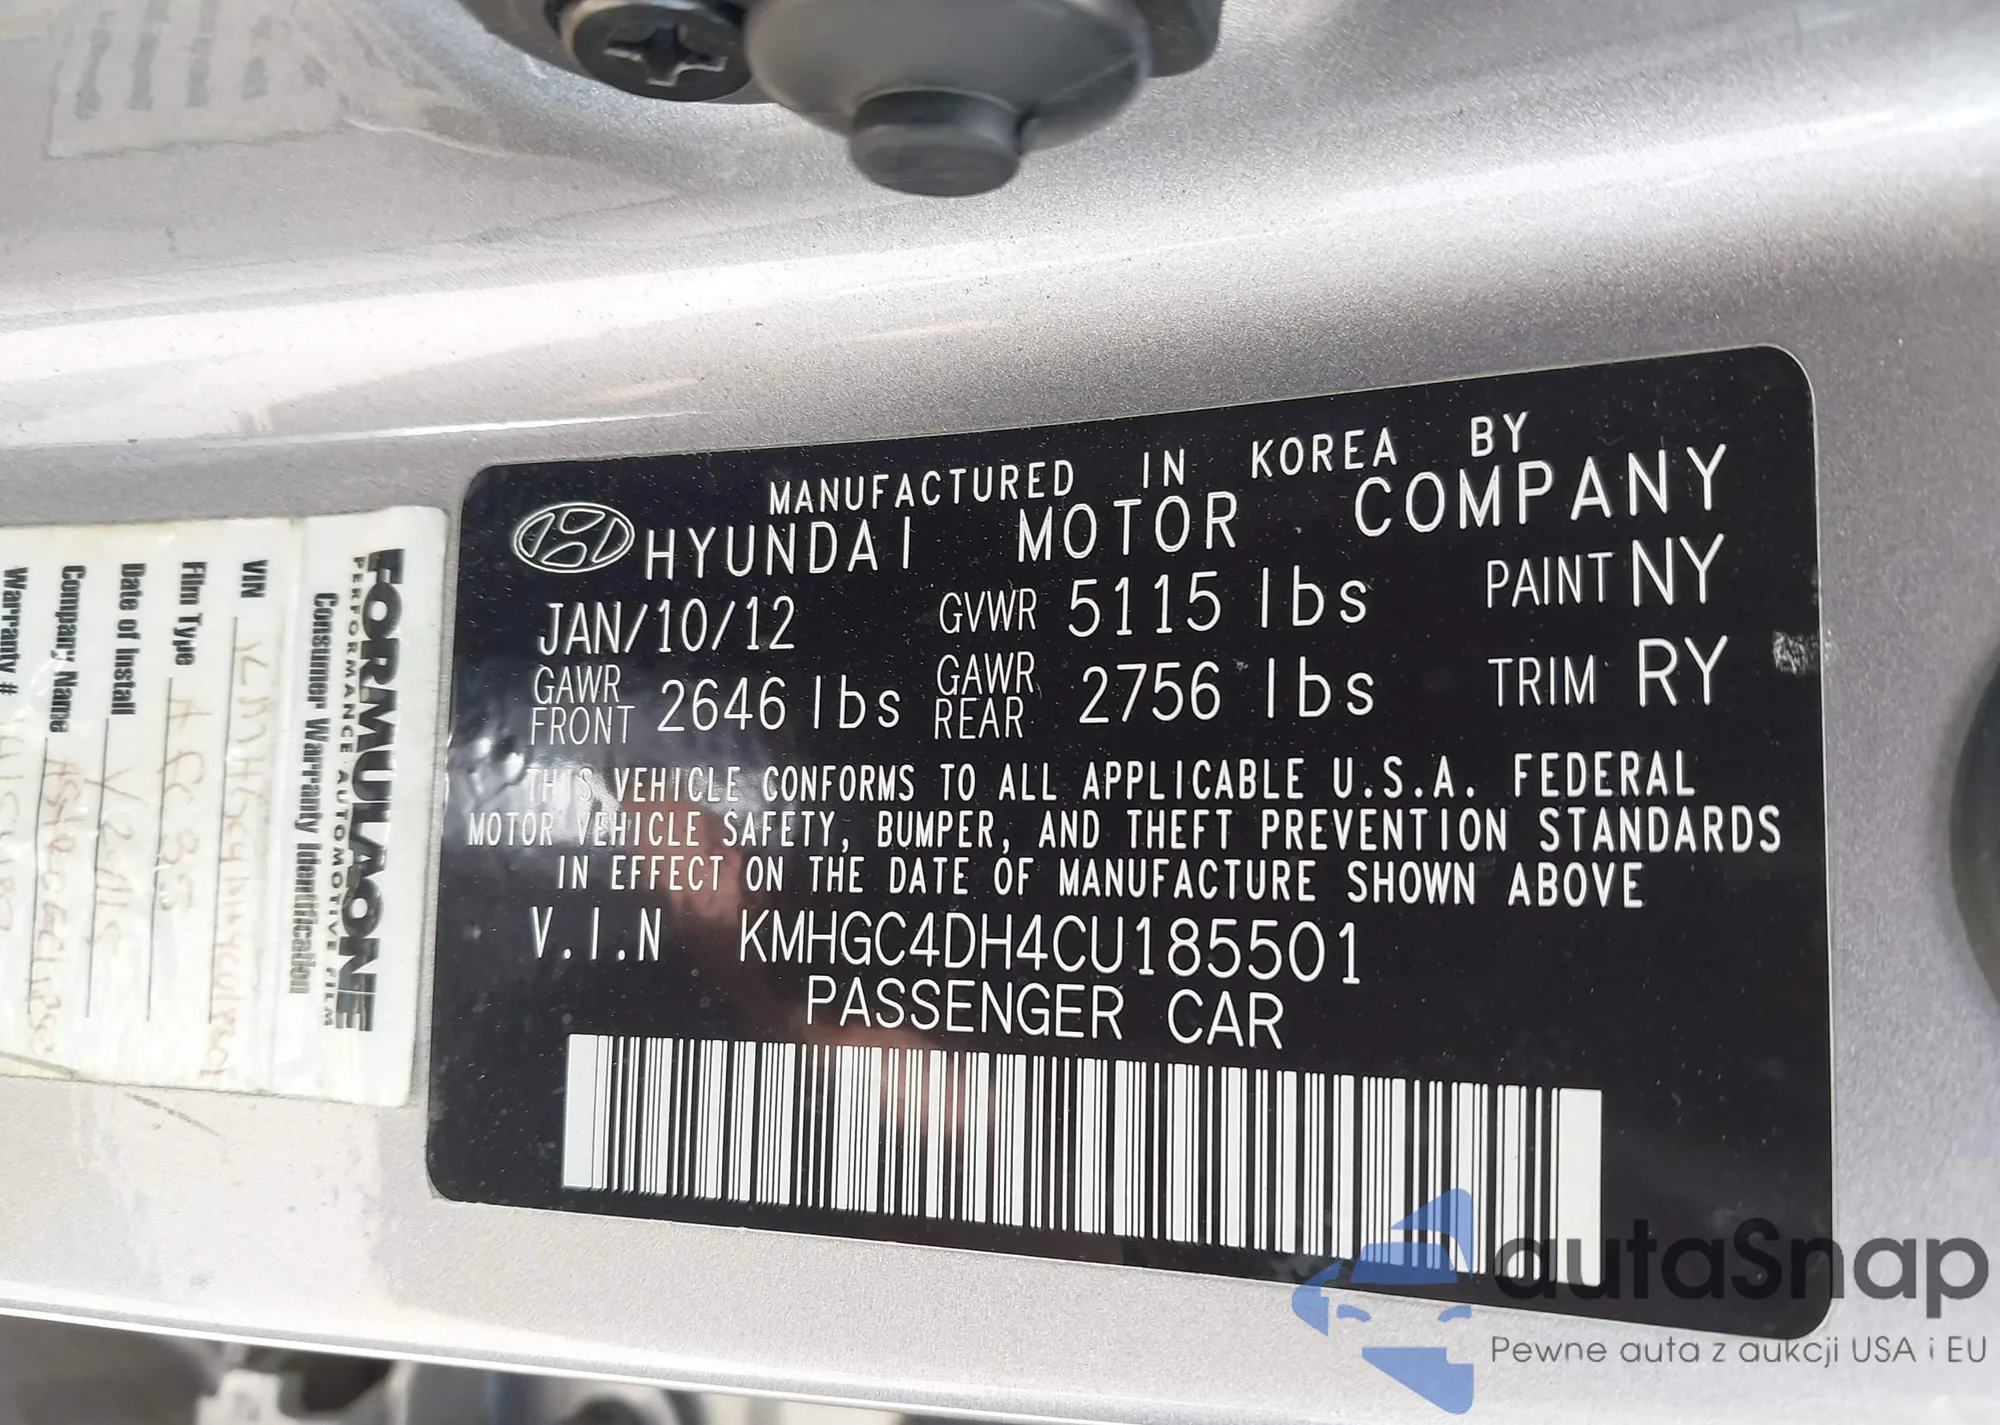 MANUFACTURED IN KOREA BY
HYUNDAI MOTOR COMPANY
JAN/10/12 GVWR 5115 lbs PAINT NY
GAWR FRONT 2646 lbs GAWR REAR 2756 lbs TRIM RY
THIS VEHICLE CONFORMS TO ALL APPLICABLE U.S.A. FEDERAL
MOTOR VEHICLE SAFETY, BUMPER, AND THEFT PREVENTION STANDARDS
IN EFFECT ON THE DATE OF MANUFACTURE SHOWN ABOVE
V.I.N KMHGC4DH4CU185501
PASSENGER CAR
FORMULAONE
PERFORMANCE AUTOMOTIVE FILM
Consumer Warranty Identification
VIN
Film Type
Date of Install
Company Name
Warranty #
autaSnap
Pewne auta z aukcji USA i EU